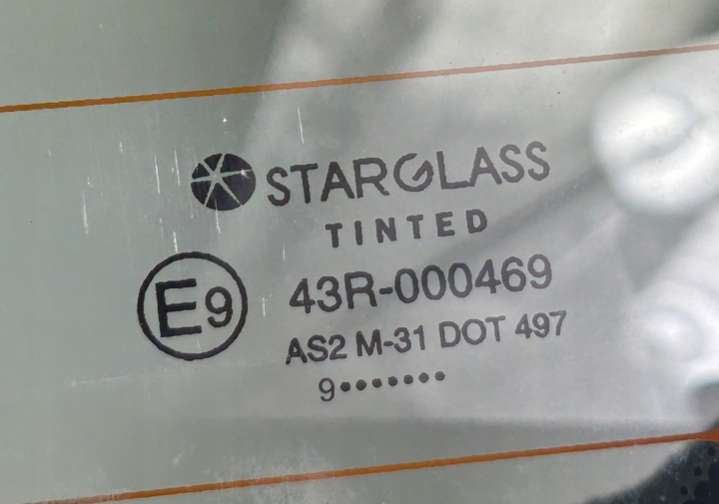 STARGLASS
TINTED
E9
43R-000469
AS2 M-31 DOT 497
9•••••••